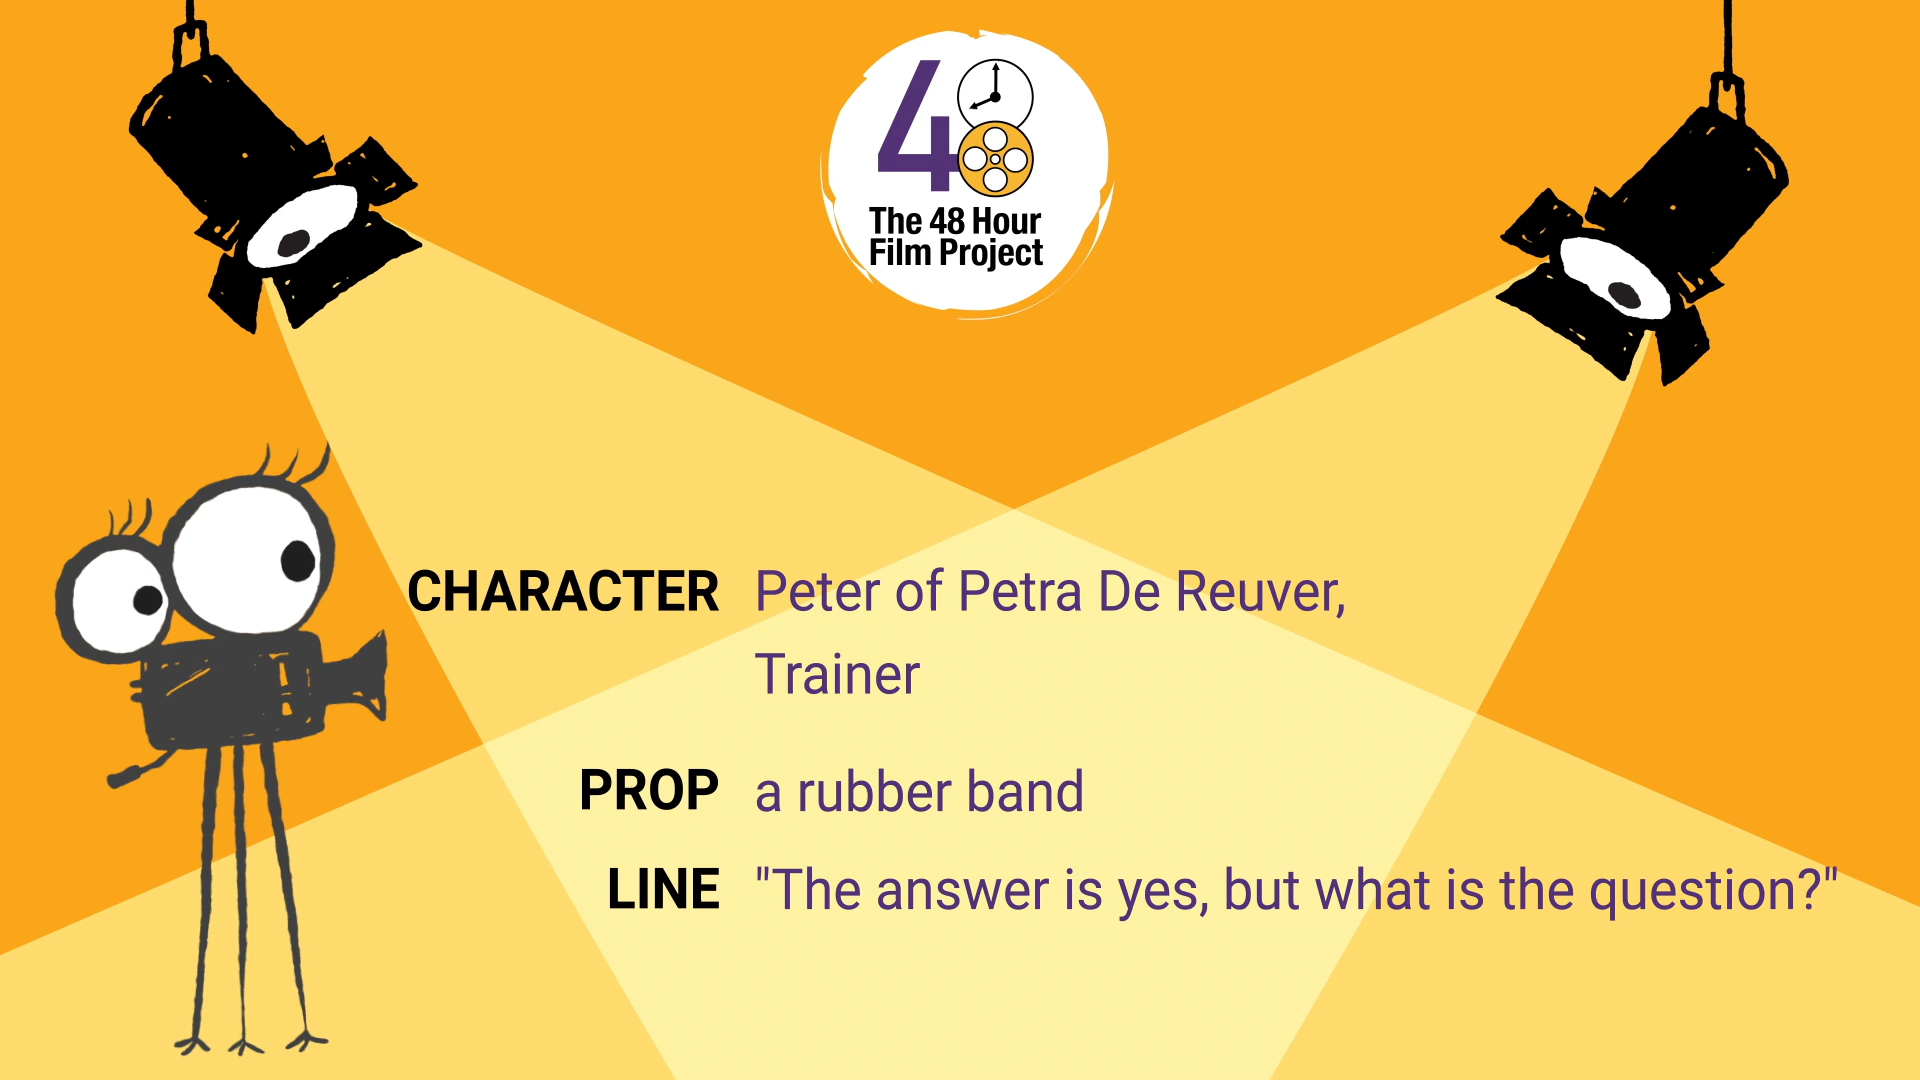 48
The 48 Hour
Film Project
CHARACTER Peter of Petra De Reuver,
Trainer
PROP a rubber band
LINE "The answer is yes, but what is the question?"